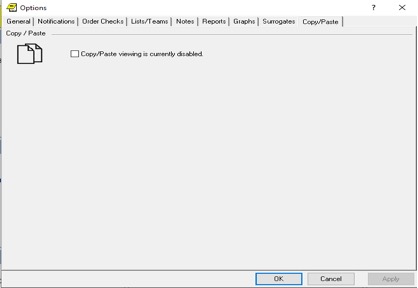 Options
General Notifications Order Checks Lists/Teams Notes Reports Graphs Surrogates Copy/Paste
Copy / Paste
Copy/Paste viewing is currently disabled.
OK Cancel Apply